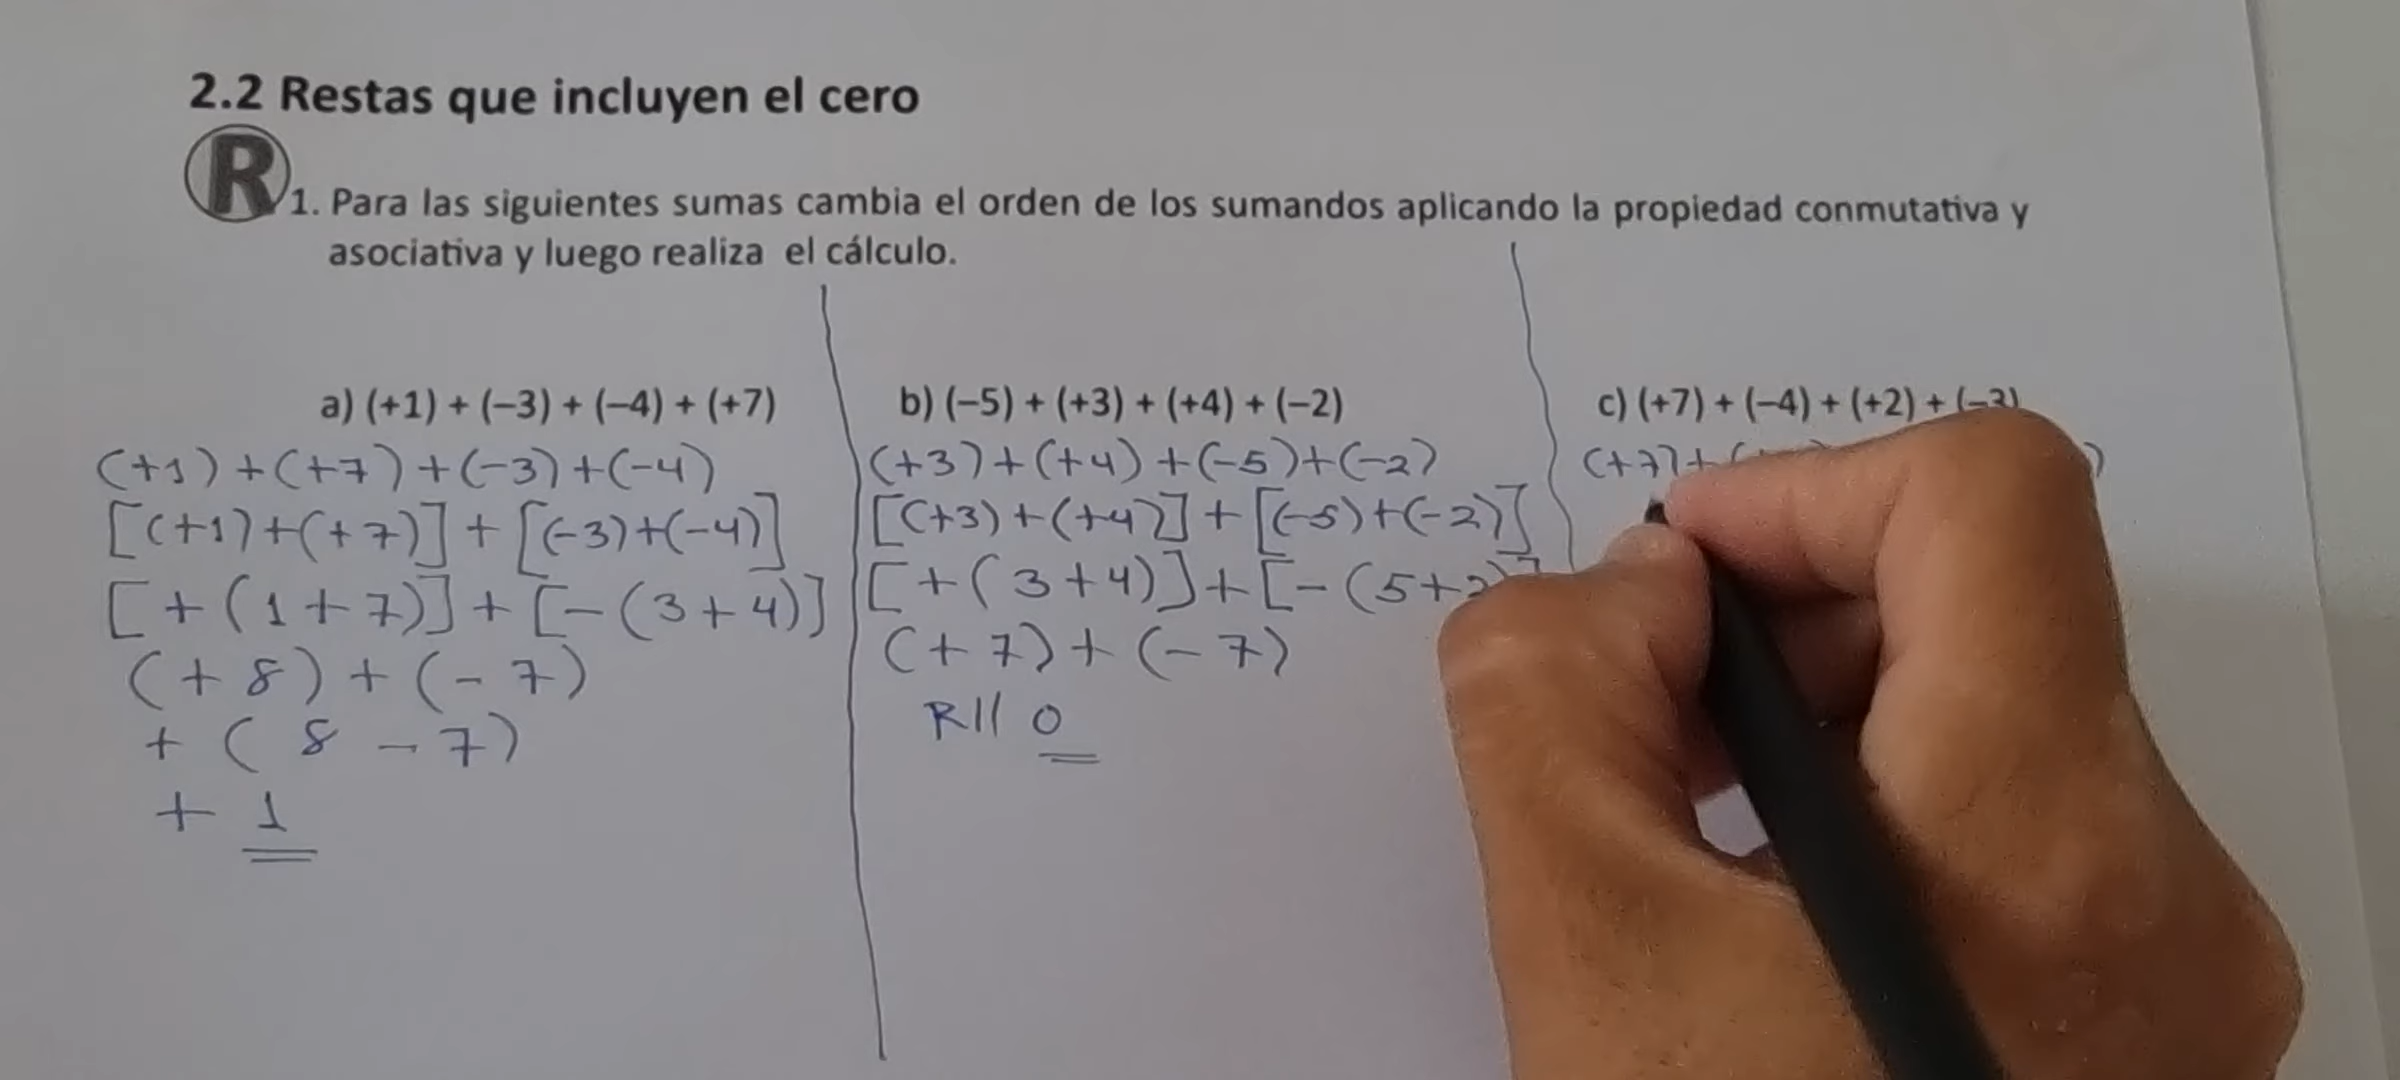 2.2 Restas que incluyen el cero
R
1. Para las siguientes sumas cambia el orden de los sumandos aplicando la propiedad conmutativa y
asociativa y luego realiza el cálculo.
a) (+1) + (−3) + (−4) + (+7)
(+1) + (+7) + (−3) + (−4)
[(+1) + (+7)] + [(−3) + (−4)]
[+ (1 + 7)] + [− (3 + 4)]
(+ 8) + (− 7)
+ ( 8 − 7)
+ 1
b) (−5) + (+3) + (+4) + (−2)
(+3) + (+4) + (−5) + (−2)
[(+3) + (+4)] + [(−5) + (−2)]
[+ (3 + 4)] + [− (5+2)]
(+ 7) + (− 7)
R// 0
c) (+7) + (−4) + (+2) + (−3)
(+7) + (